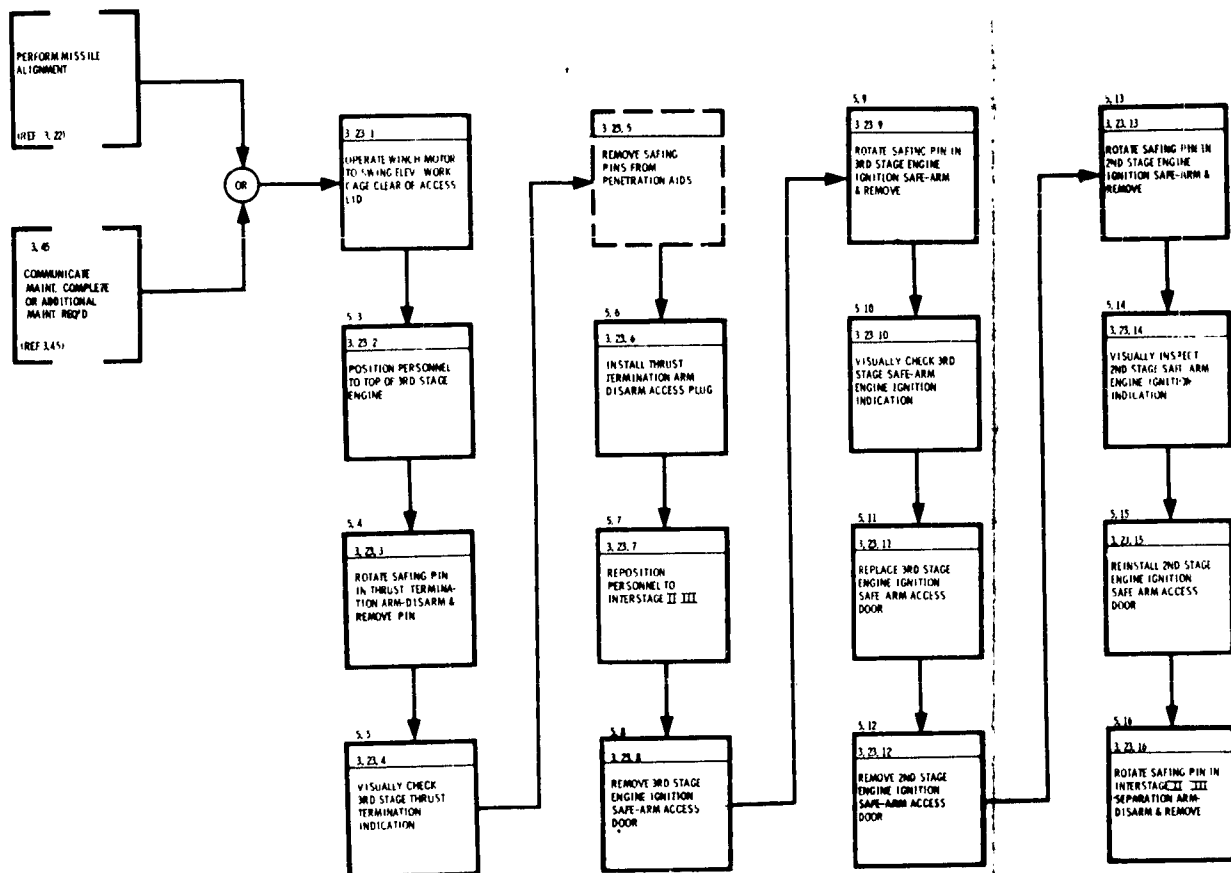 PERFORM MISSILE
ALIGNMENT
(REF 3, 22)
3, 45
COMMUNICATE
MAINT. COMPLETE
OR ADDITIONAL
MAINT REQ'D
(REF 3,45)
OR
3 23 1
OPERATE WINCH MOTOR
TO SWING ELEV WORK
CAGE CLEAR OF ACCESS
LID
5, 3
3, 23, 2
POSITION PERSONNEL
TO TOP OF 3RD STAGE
ENGINE
5, 4
3, 23, 3
ROTATE SAFING PIN
IN THRUST TERMINA-
TION ARM-DISARM &
REMOVE PIN
5, 5
3, 23, 4
VISUALLY CHECK
3RD STAGE THRUST
TERMINATION
INDICATION
3 23, 5
REMOVE SAFING
PINS FROM
PENETRATION AIDS
5, 6
3, 23, 6
INSTALL THRUST
TERMINATION ARM
DISARM ACCESS PLUG
5, 7
3, 23, 7
REPOSITION
PERSONNEL TO
INTERSTAGE II III
5, 8
3, 23, 8
REMOVE 3RD STAGE
ENGINE IGNITION
SAFE-ARM ACCESS
DOOR
5, 9
3 23 9
ROTATE SAFING PIN IN
3RD STAGE ENGINE
IGNITION SAFE-ARM
& REMOVE
5, 10
3, 23 10
VISUALLY CHECK 3RD
STAGE SAFE-ARM
ENGINE IGNITION
INDICATION
5, 11
3, 23, 11
REPLACE 3RD STAGE
ENGINE IGNITION
SAFE ARM ACCESS
DOOR
5, 12
3, 23, 12
REMOVE 2ND STAGE
ENGINE IGNITION
SAFE-ARM ACCESS
DOOR
5, 13
3, 23, 13
ROTATE SAFING PIN IN
2ND STAGE ENGINE
IGNITION SAFE-ARM &
REMOVE
5, 14
3, 23, 14
VISUALLY INSPECT
2ND STAGE SAFE ARM
ENGINE IGNITION
INDICATION
5, 15
3, 23, 15
REINSTALL 2ND STAGE
ENGINE IGNITION
SAFE ARM ACCESS
DOOR
5, 16
3, 23, 16
ROTATE SAFING PIN IN
INTERSTAGE II III
SEPARATION ARM-
DISARM & REMOVE